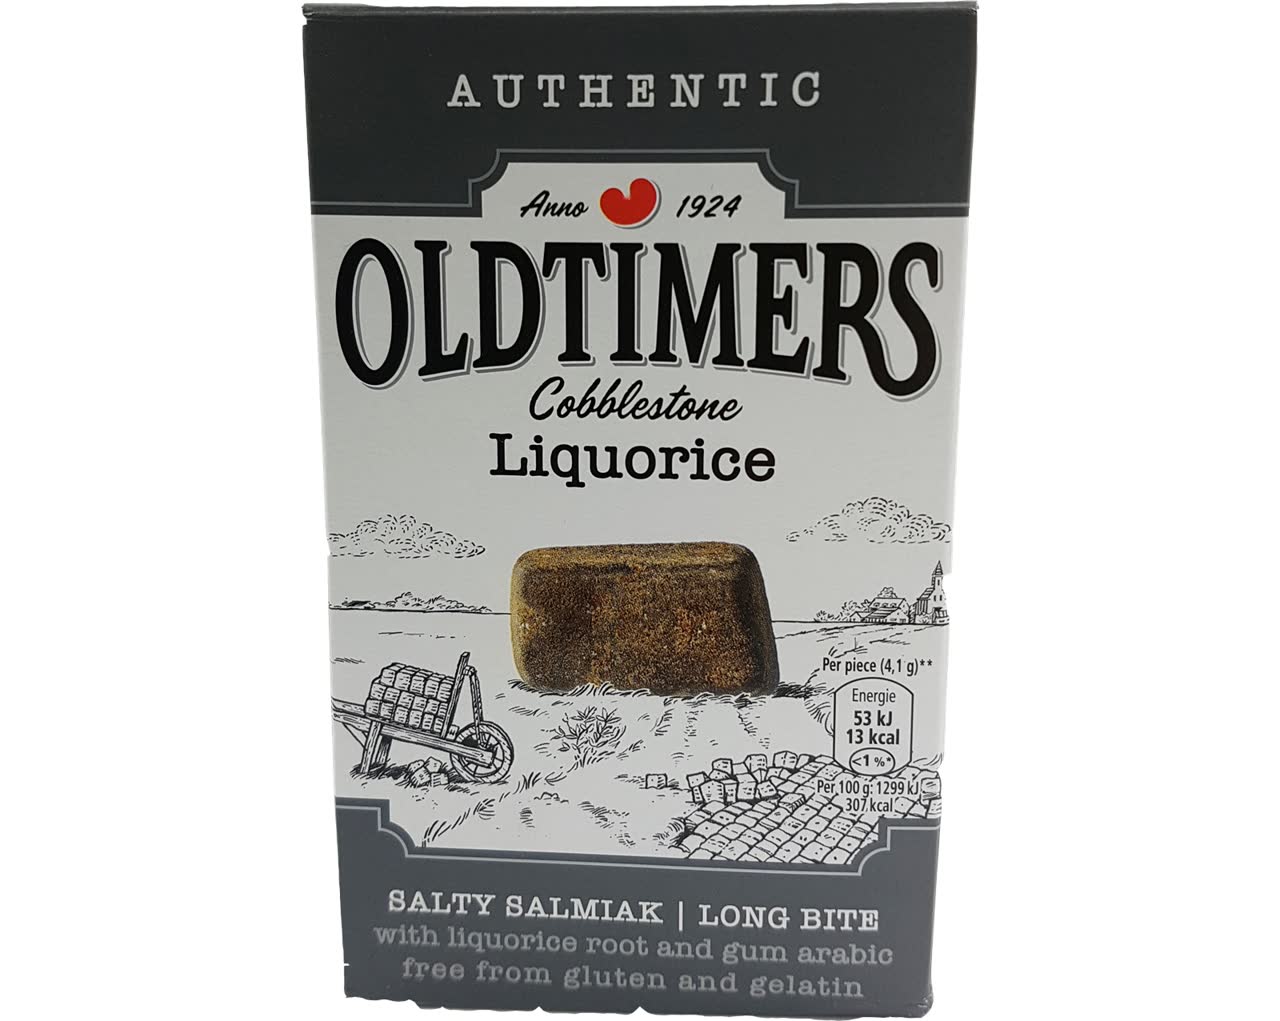 AUTHENTIC
Anno 1924
OLDTIMERS
Cobblestone
Liquorice
Per piece (4,1 g)**
Energie
53 kJ
13 kcal
<1 %*
Per 100 g: 1299 kJ
307 kcal
SALTY SALMIAK | LONG BITE
with liquorice root and gum arabic
free from gluten and gelatin